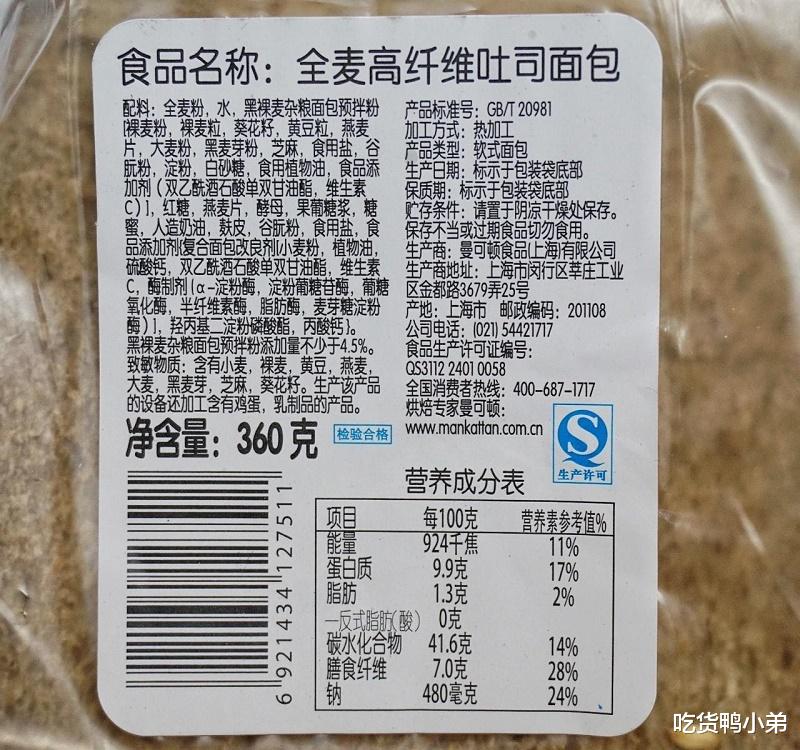 食品名称：全麦高纤维吐司面包
配料：全麦粉，水，黑裸麦杂粮面包预拌粉
[裸麦粉，裸麦粒，葵花籽，黄豆粒，燕麦
片，大麦粉，黑麦芽粉，芝麻，食用盐，谷
朊粉，淀粉，白砂糖，食用植物油，食品添
加剂（双乙酰酒石酸单双甘油酯，维生素
C）]，红糖，燕麦片，酵母，果葡糖浆，糖
蜜，人造奶油，麸皮，谷朊粉，食用盐，食
品添加剂{复合面包改良剂[小麦粉，植物油，
硫酸钙，双乙酰酒石酸单双甘油酯，维生素
C，酶制剂(α-淀粉酶，淀粉葡糖苷酶，葡糖
氧化酶，半纤维素酶，脂肪酶，麦芽糖淀粉
酶)]，羟丙基二淀粉磷酸酯，丙酸钙}。
黑裸麦杂粮面包预拌粉添加量不少于4.5%。
致敏物质：含有小麦，裸麦，黄豆，燕麦，
大麦，黑麦芽，芝麻，葵花籽。生产该产品
的设备还加工含有鸡蛋，乳制品的产品。
净含量：360克
检验合格
产品标准号：GB/T 20981
加工方式：热加工
产品类型：软式面包
生产日期：标示于包装袋底部
保质期：标示于包装袋底部
贮存条件：请置于阴凉干燥处保存。
保存不当或过期食品切勿食用。
生产商：曼可顿食品(上海)有限公司
生产商地址：上海市闵行区莘庄工业
区金都路3679弄25号
产地：上海市 邮政编码：201108
公司电话：(021) 54421717
食品生产许可证编号：
QS3112 2401 0058
全国消费者热线：400-687-1717
烘焙专家曼可顿：
www.mankattan.com.cn
生产许可
6 921434 127511
营养成分表
项目 每100克 营养素参考值%
能量 924千焦 11%
蛋白质 9.9克 17%
脂肪 1.3克 2%
—反式脂肪(酸) 0克
碳水化合物 41.6克 14%
膳食纤维 7.0克 28%
钠 480毫克 24%
吃货鸭小弟